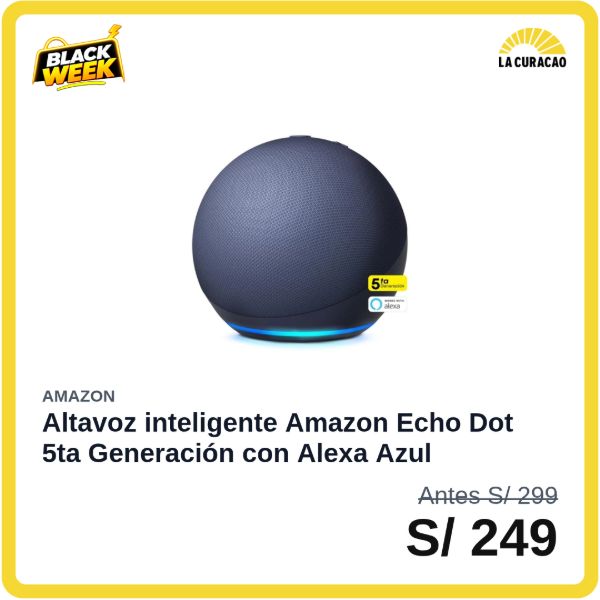 BLACK
WEEK
LA CURACAO
5ta
Generación
alexa
AMAZON
Altavoz inteligente Amazon Echo Dot
5ta Generación con Alexa Azul
Antes S/ 299
S/ 249